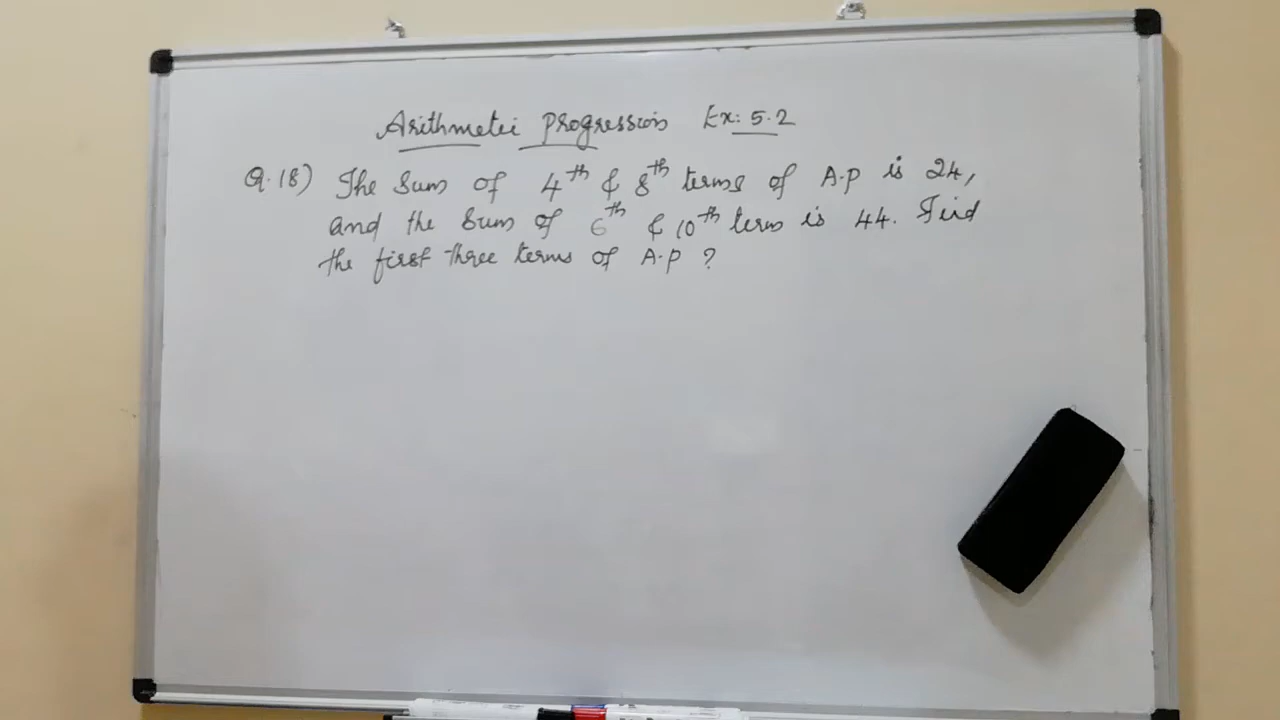 Arithmetic Progression Ex: 5.2
Q.18) The Sum of 4th & 8th terms of A.P is 24,
and the Sum of 6th & 10th term is 44. Find
the first three terms of A.P ?